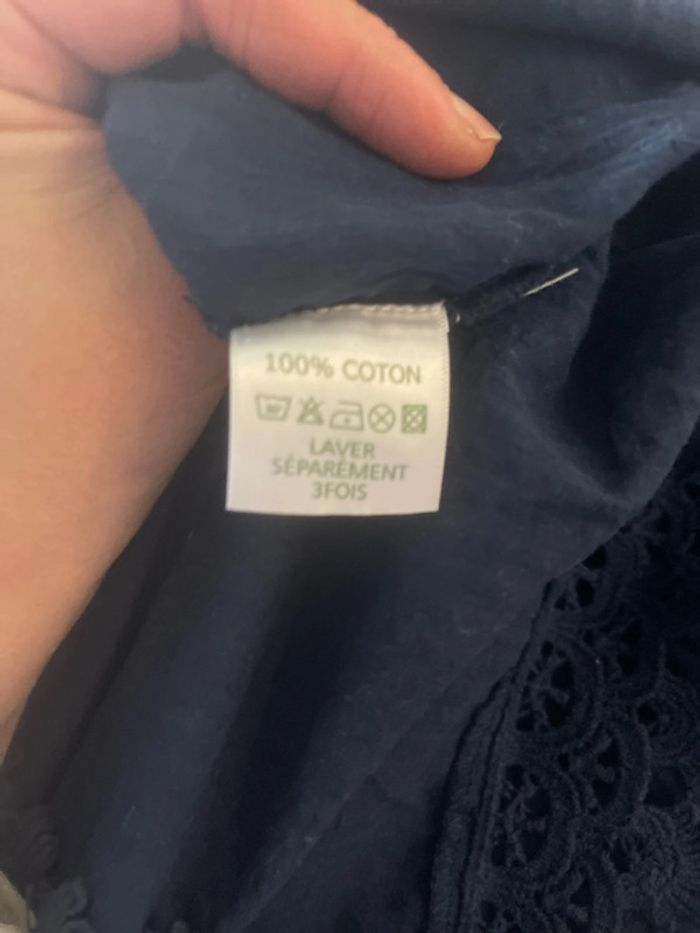 100% COTON
LAVER
SÉPARÉMENT
3FOIS